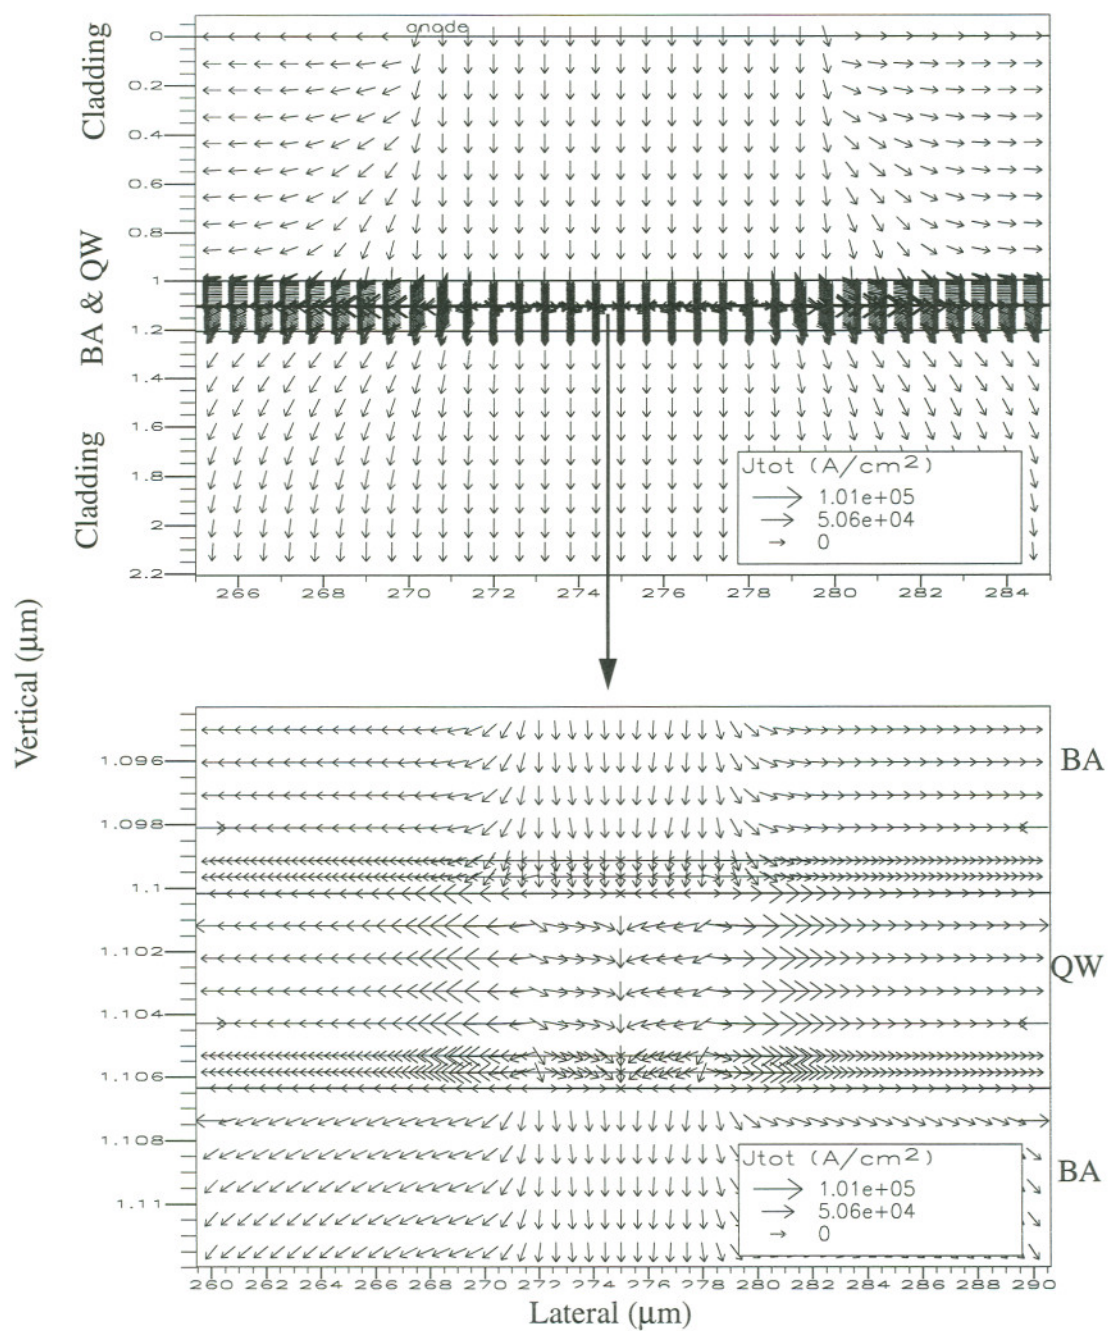 anode
0
0.2
0.4
0.6
0.8
1
1.2
1.4
1.6
1.8
2
2.2
Cladding
BA & QW
Cladding
Jtot (A/cm2)
1.01e+05
5.06e+04
0
266 268 270 272 274 276 278 280 282 284
Vertical (μm)
1.096
1.098
1.1
1.102
1.104
1.106
1.108
1.11
BA
QW
BA
Jtot (A/cm2)
1.01e+05
5.06e+04
0
260 262 264 266 268 270 272 274 276 278 280 282 284 286 288 290
Lateral (μm)